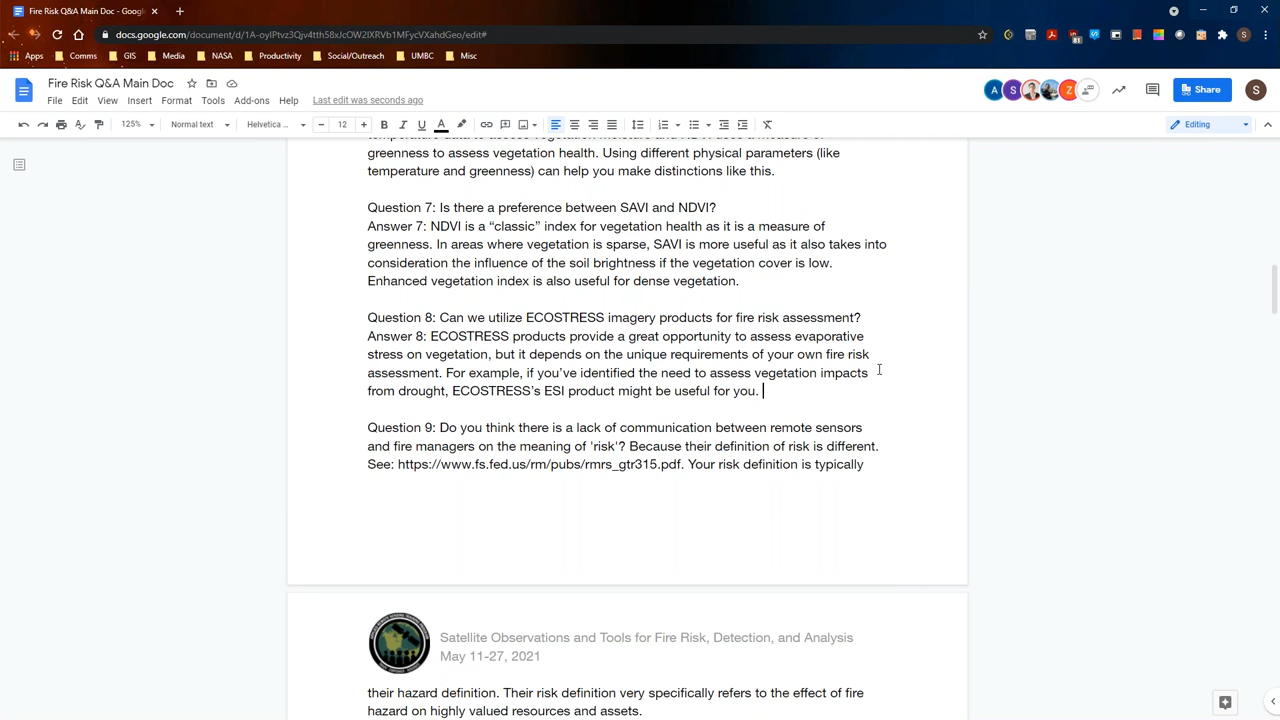 Fire Risk Q&A Main Doc - Googl
docs.google.com/document/d/1A-oyIPtvz3Qjv4tth58xJcOW2IXRVb1MFycVXahdGeo/edit#
Apps Comms GIS Media NASA Productivity Social/Outreach UMBC Misc
Fire Risk Q&A Main Doc
File Edit View Insert Format Tools Add-ons Help Last edit was seconds ago
A S Z Share S
125% Normal text Helvetica ... 12 B I U A Editing
greenness to assess vegetation health. Using different physical parameters (like
temperature and greenness) can help you make distinctions like this.
Question 7: Is there a preference between SAVI and NDVI?
Answer 7: NDVI is a “classic” index for vegetation health as it is a measure of
greenness. In areas where vegetation is sparse, SAVI is more useful as it also takes into
consideration the influence of the soil brightness if the vegetation cover is low.
Enhanced vegetation index is also useful for dense vegetation.
Question 8: Can we utilize ECOSTRESS imagery products for fire risk assessment?
Answer 8: ECOSTRESS products provide a great opportunity to assess evaporative
stress on vegetation, but it depends on the unique requirements of your own fire risk
assessment. For example, if you’ve identified the need to assess vegetation impacts
from drought, ECOSTRESS’s ESI product might be useful for you.
Question 9: Do you think there is a lack of communication between remote sensors
and fire managers on the meaning of 'risk'? Because their definition of risk is different.
See: https://www.fs.fed.us/rm/pubs/rmrs_gtr315.pdf. Your risk definition is typically
Satellite Observations and Tools for Fire Risk, Detection, and Analysis
May 11-27, 2021
their hazard definition. Their risk definition very specifically refers to the effect of fire
hazard on highly valued resources and assets.